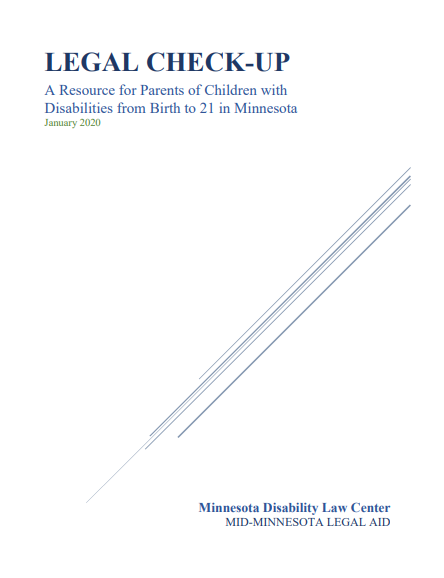 LEGAL CHECK-UP
A Resource for Parents of Children with
Disabilities from Birth to 21 in Minnesota
January 2020
Minnesota Disability Law Center
MID-MINNESOTA LEGAL AID